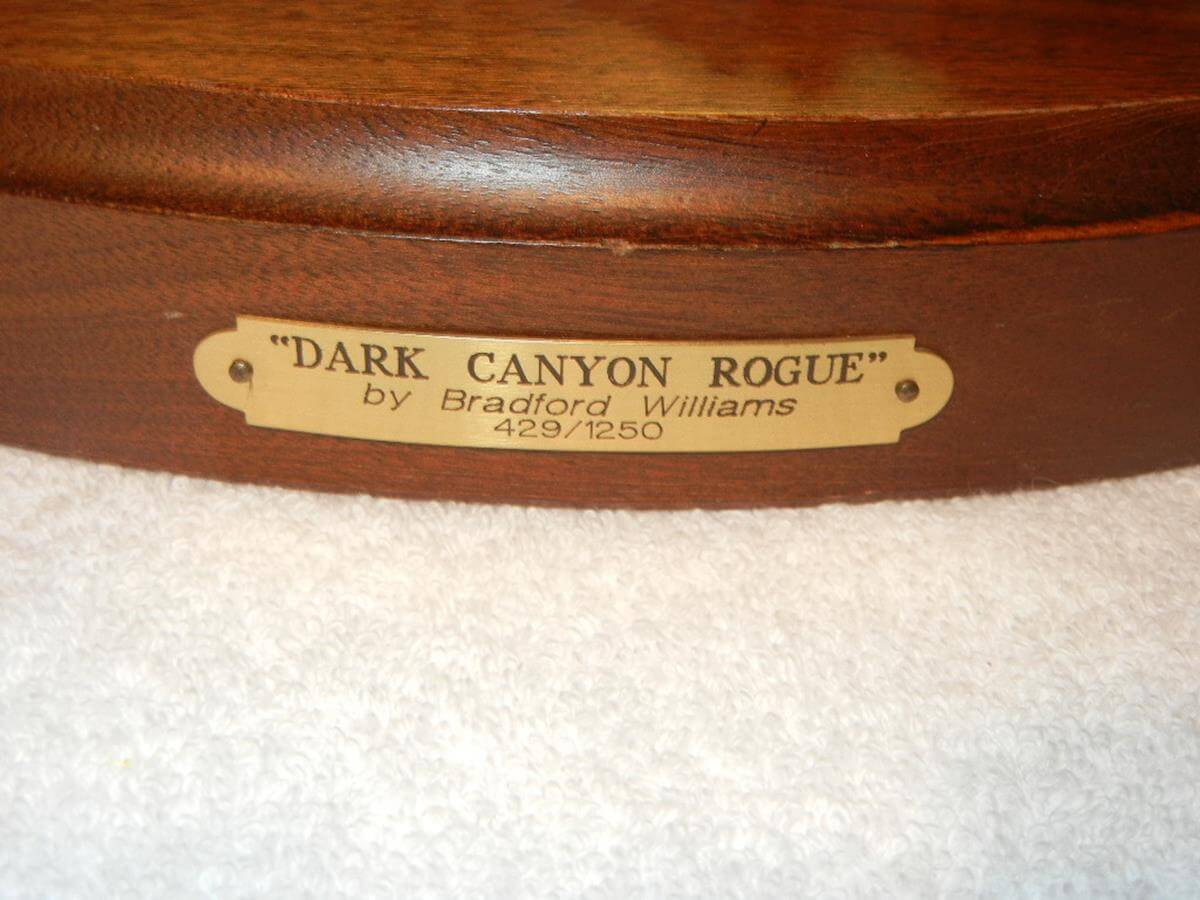 “DARK CANYON ROGUE”
by Bradford Williams
429/1250